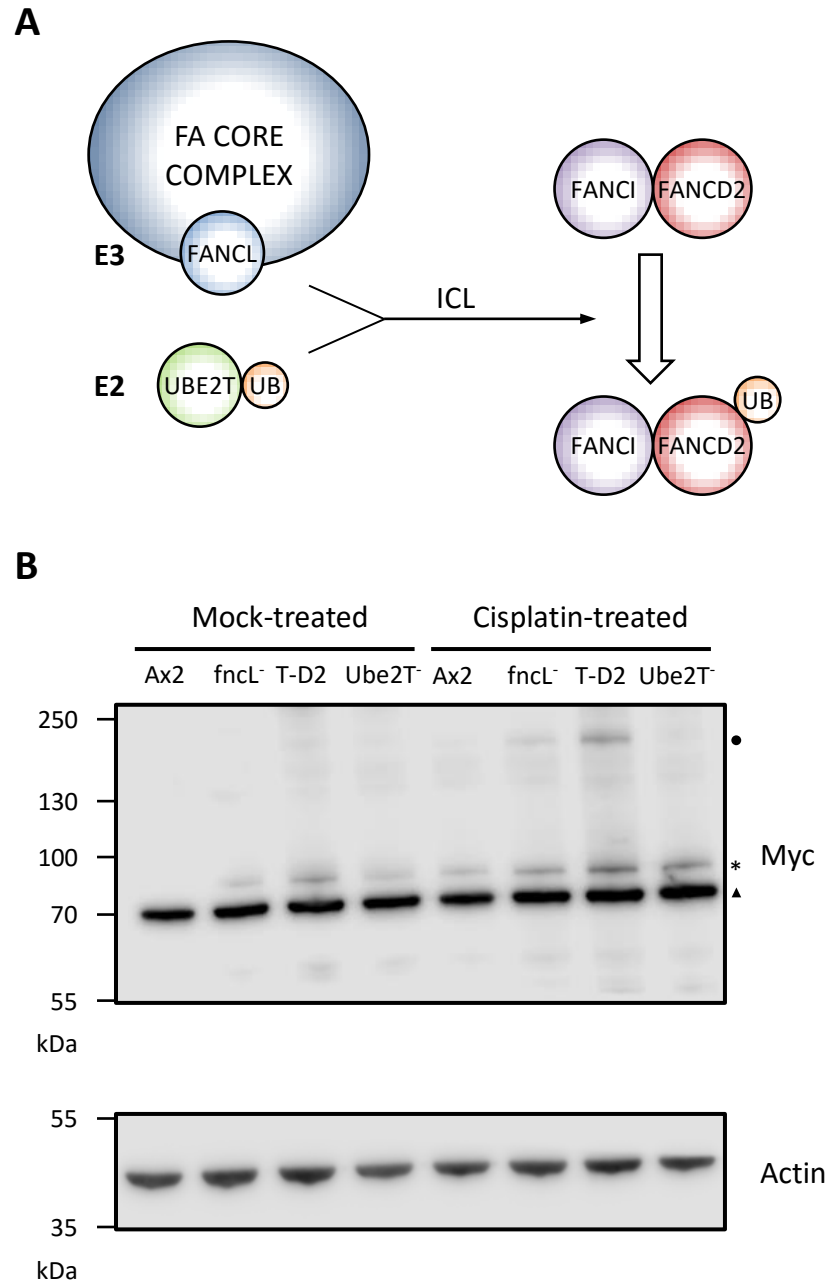 A
FA CORE
COMPLEX
FANCL
E3
UBE2T
UB
E2
ICL
FANCI
FANCD2
UB
FANCI
FANCD2
B
Mock-treated
Cisplatin-treated
Ax2 fncL- T-D2 Ube2T- Ax2 fncL- T-D2 Ube2T-
250
130
100
70
55
kDa
●
*
▲
Myc
55
35
kDa
Actin